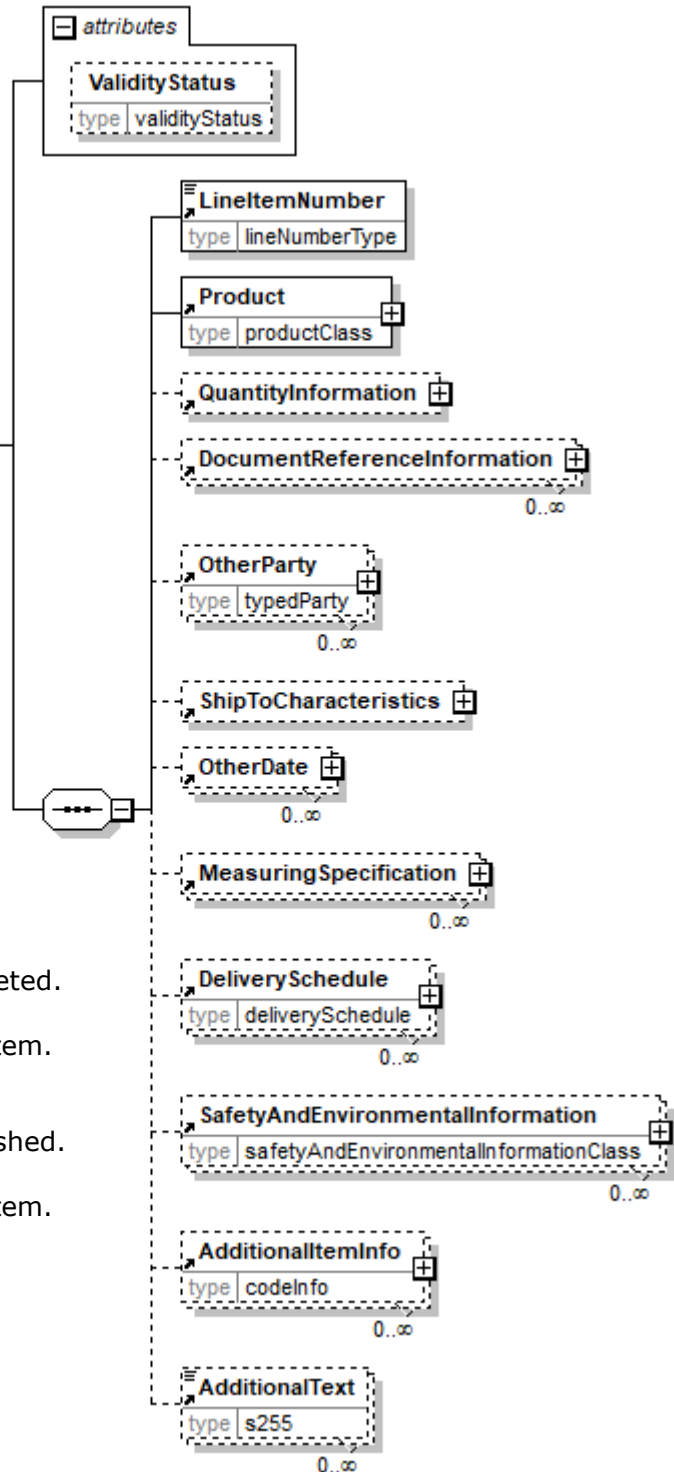 attributes
ValidityStatus
type validityStatus
LineItemNumber
type lineNumberType
Product
type productClass
QuantityInformation
DocumentReferenceInformation
0..∞
OtherParty
type typedParty
0..∞
ShipToCharacteristics
OtherDate
0..∞
MeasuringSpecification
0..∞
eted.
DeliverySchedule
type deliverySchedule
tem.
0..∞
SafetyAndEnvironmentalInformation
shed.
type safetyAndEnvironmentalInformationClass
0..∞
tem.
AdditionalItemInfo
type codeInfo
0..∞
AdditionalText
type s255
0..∞